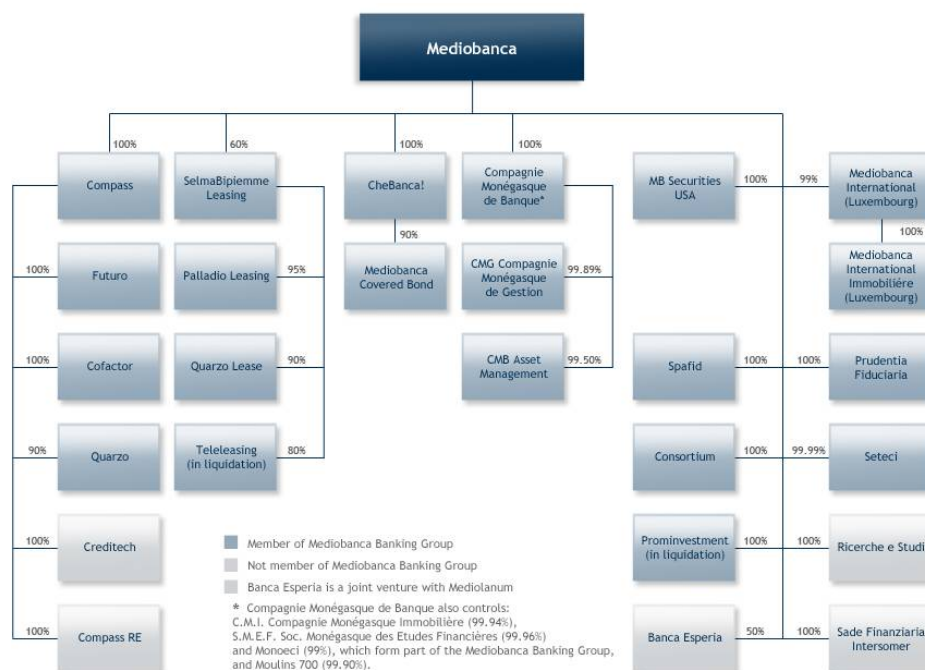 Mediobanca
100%
60%
100%
100%
Compass
SelmaBipiemme
Leasing
CheBanca!
Compagnie
Monégasque
de Banque*
MB Securities
USA
100%
99%
Mediobanca
International
(Luxembourg)
90%
100%
100%
Futuro
Palladio Leasing
95%
Mediobanca
Covered Bond
CMG Compagnie
Monégasque
de Gestion
99.89%
Mediobanca
International
Immobiliére
(Luxembourg)
100%
Cofactor
Quarzo Lease
90%
CMB Asset
Management
99.50%
Spafid
100%
100%
Prudentia
Fiduciaria
90%
Quarzo
Teleleasing
(in liquidation)
80%
Consortium
100%
99.99%
Seteci
100%
Creditech
Prominvestment
(in liquidation)
100%
100%
Ricerche e Studi
100%
Compass RE
Banca Esperia
50%
100%
Sade Finanziaria
Intersomer
Member of Mediobanca Banking Group
Not member of Mediobanca Banking Group
Banca Esperia is a joint venture with Mediolanum
* Compagnie Monégasque de Banque also controls:
C.M.I. Compagnie Monégasque Immobilière (99.94%),
S.M.E.F. Soc. Monégasque des Etudes Financières (99.96%)
and Monoeci (99%), which form part of the Mediobanca Banking Group,
and Moulins 700 (99.90%).